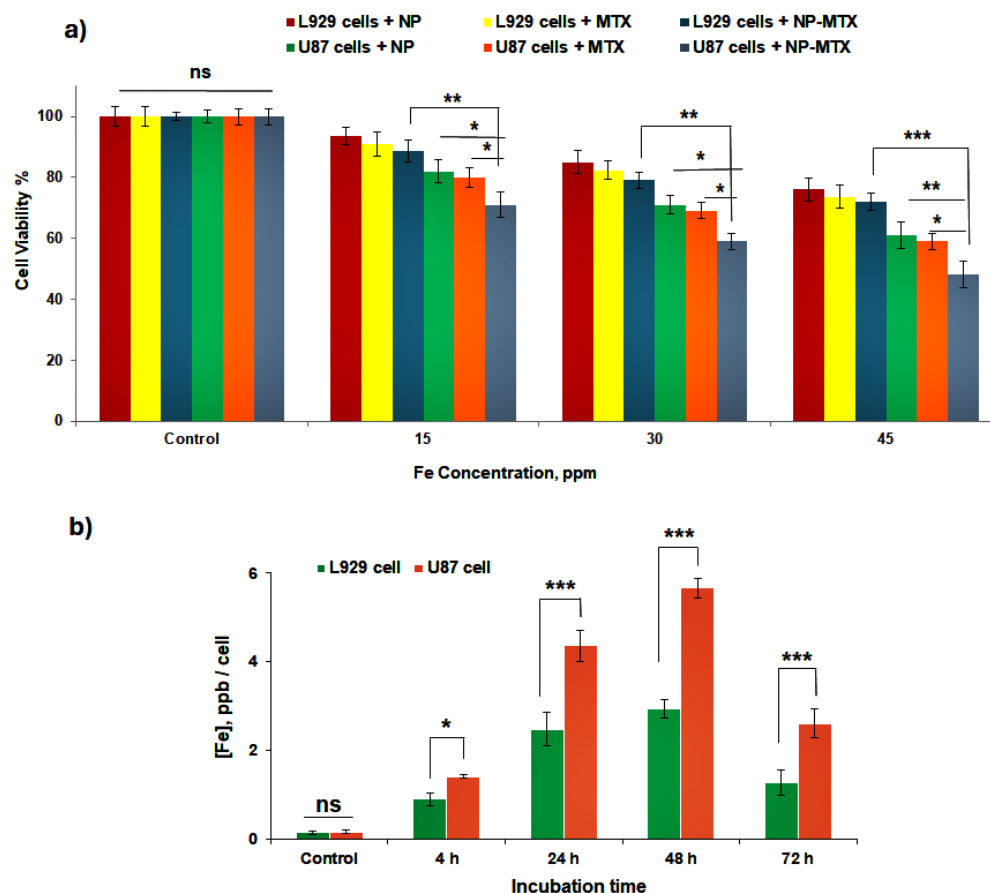 a)
L929 cells + NP L929 cells + MTX L929 cells + NP-MTX
U87 cells + NP U87 cells + MTX U87 cells + NP-MTX
ns
** ** ***
* * **
* * *
Cell Viability %
100
80
60
40
20
0
Control 15 30 45
Fe Concentration, ppm
b)
L929 cell U87 cell
[Fe], ppb / cell
6
4
2
0
ns * *** *** ***
Control 4 h 24 h 48 h 72 h
Incubation time